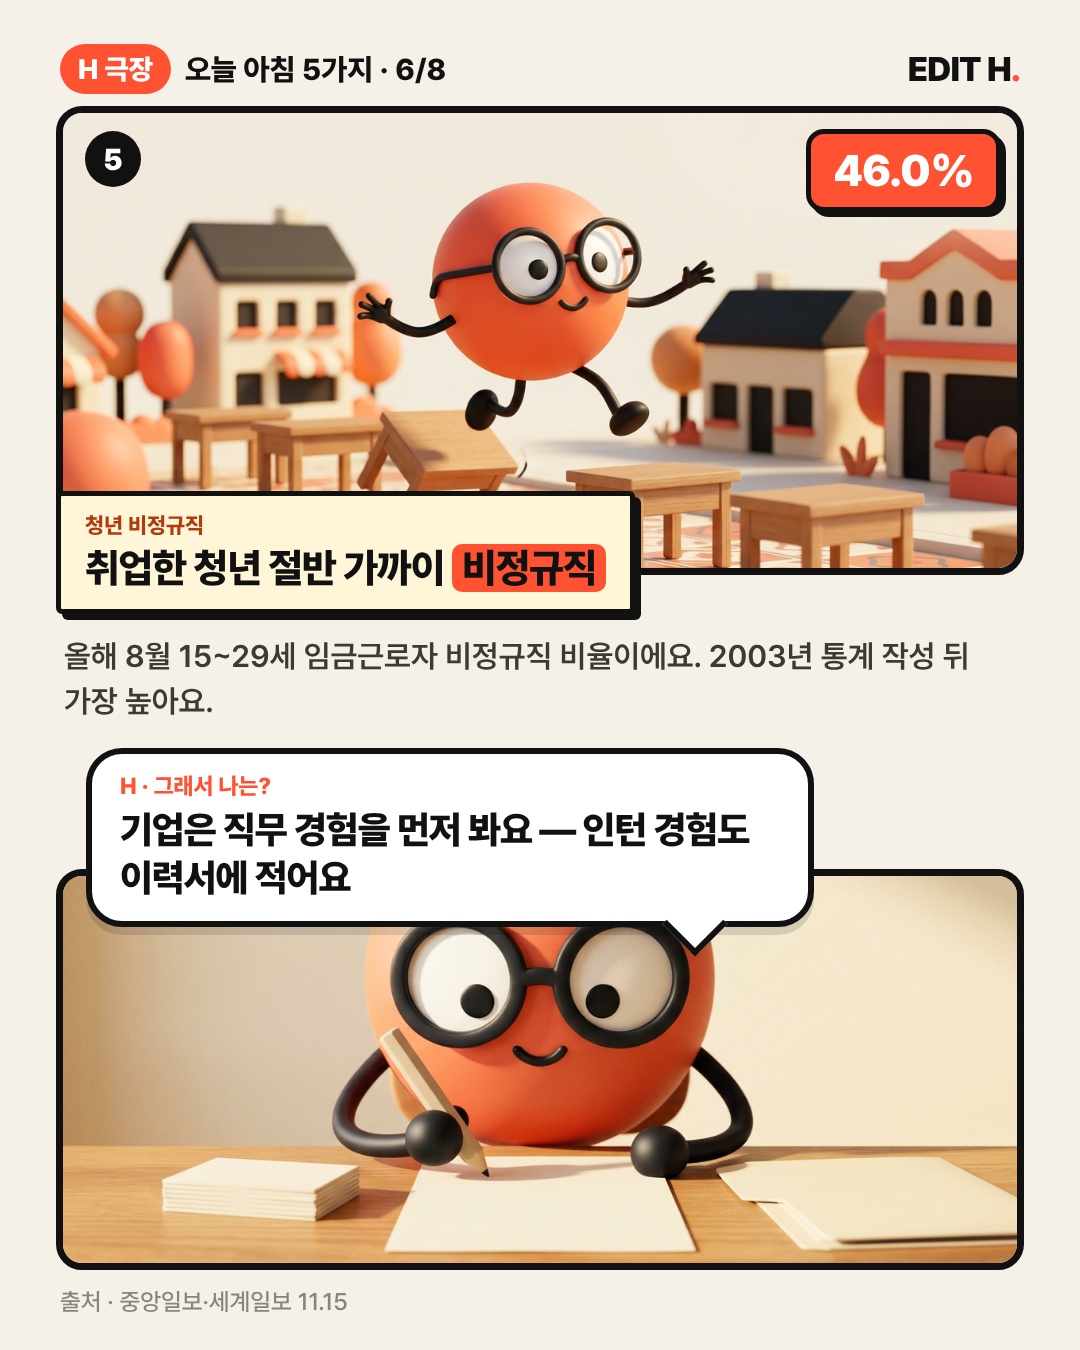 H 극장 오늘 아침 5가지 · 6/8 EDIT H.
5
46.0%
청년 비정규직
취업한 청년 절반 가까이 비정규직
올해 8월 15~29세 임금근로자 비정규직 비율이에요. 2003년 통계 작성 뒤
가장 높아요.
H · 그래서 나는?
기업은 직무 경험을 먼저 봐요 — 인턴 경험도
이력서에 적어요
출처 · 중앙일보·세계일보 11.15